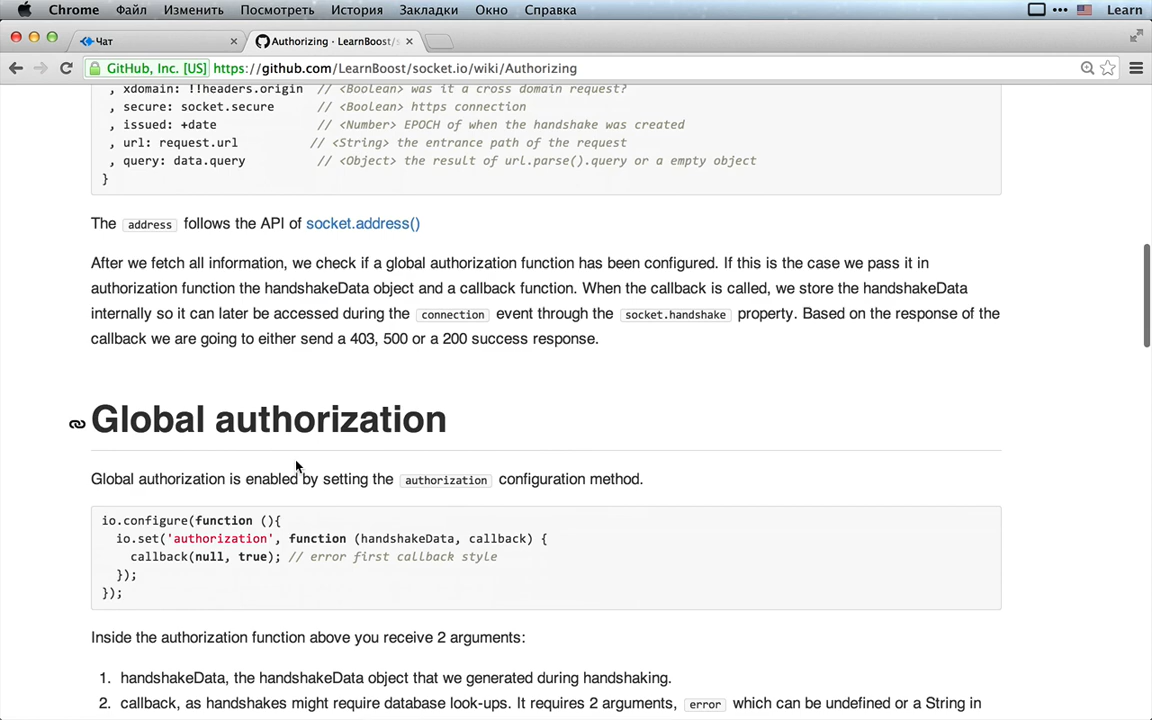 Chrome Файл Изменить Посмотреть История Закладки Окно Справка Learn
Чат Authorizing · LearnBoost/s
GitHub, Inc. [US] https://github.com/LearnBoost/socket.io/wiki/Authorizing
, xdomain: !!headers.origin // <Boolean> was it a cross domain request?
, secure: socket.secure // <Boolean> https connection
, issued: +date // <Number> EPOCH of when the handshake was created
, url: request.url // <String> the entrance path of the request
, query: data.query // <Object> the result of url.parse().query or a empty object
}
The address follows the API of socket.address()
After we fetch all information, we check if a global authorization function has been configured. If this is the case we pass it in
authorization function the handshakeData object and a callback function. When the callback is called, we store the handshakeData
internally so it can later be accessed during the connection event through the socket.handshake property. Based on the response of the
callback we are going to either send a 403, 500 or a 200 success response.
Global authorization
Global authorization is enabled by setting the authorization configuration method.
io.configure(function (){
io.set('authorization', function (handshakeData, callback) {
callback(null, true); // error first callback style
});
});
Inside the authorization function above you receive 2 arguments:
1. handshakeData, the handshakeData object that we generated during handshaking.
2. callback, as handshakes might require database look-ups. It requires 2 arguments, error which can be undefined or a String in